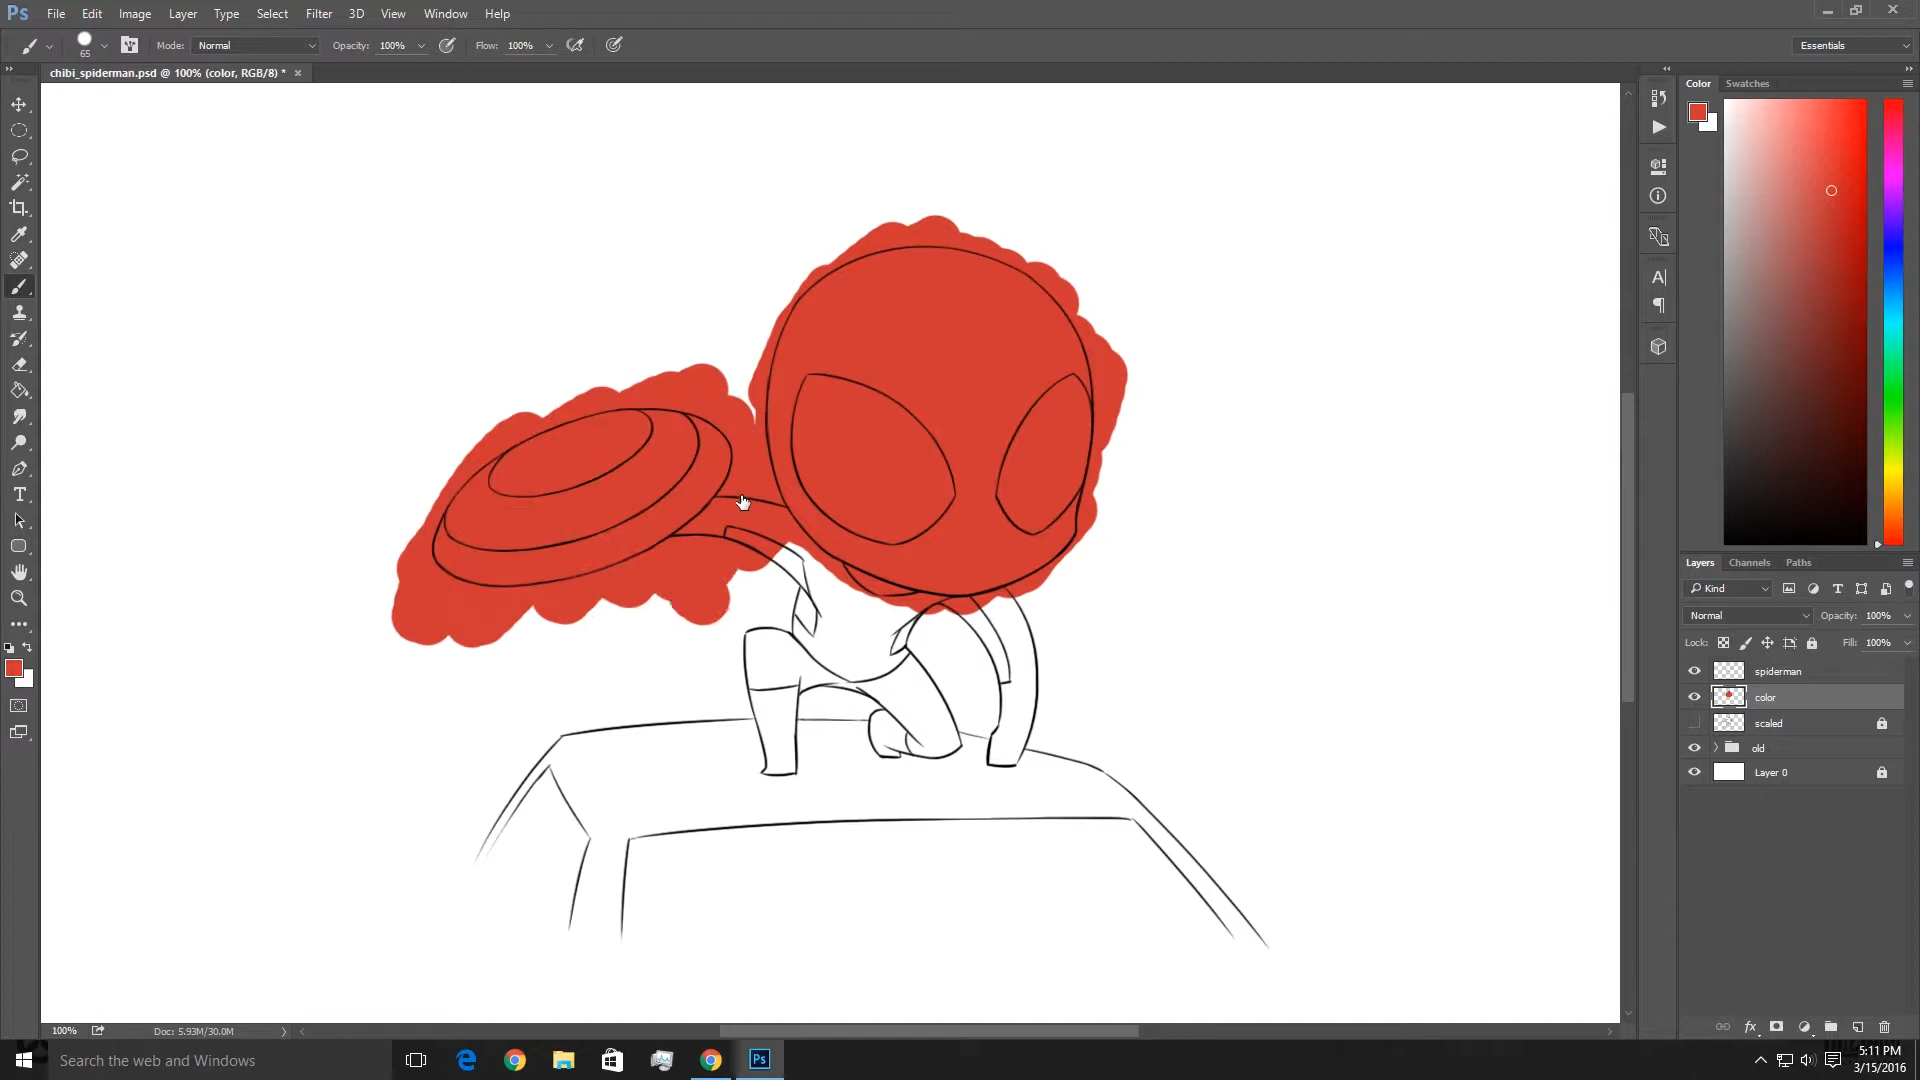 Ps File Edit Image Layer Type Select Filter 3D View Window Help
65 Mode: Normal Opacity: 100% Flow: 100% Essentials
chibi_spiderman.psd @ 100% (color, RGB/8) * ×
Color Swatches
Layers Channels Paths
Kind
Normal Opacity: 100%
Lock: Fill: 100%
spiderman
color
scaled
old
Layer 0
100% Doc: 5.93M/30.0M
Search the web and Windows
Ps
5:11 PM
3/15/2016